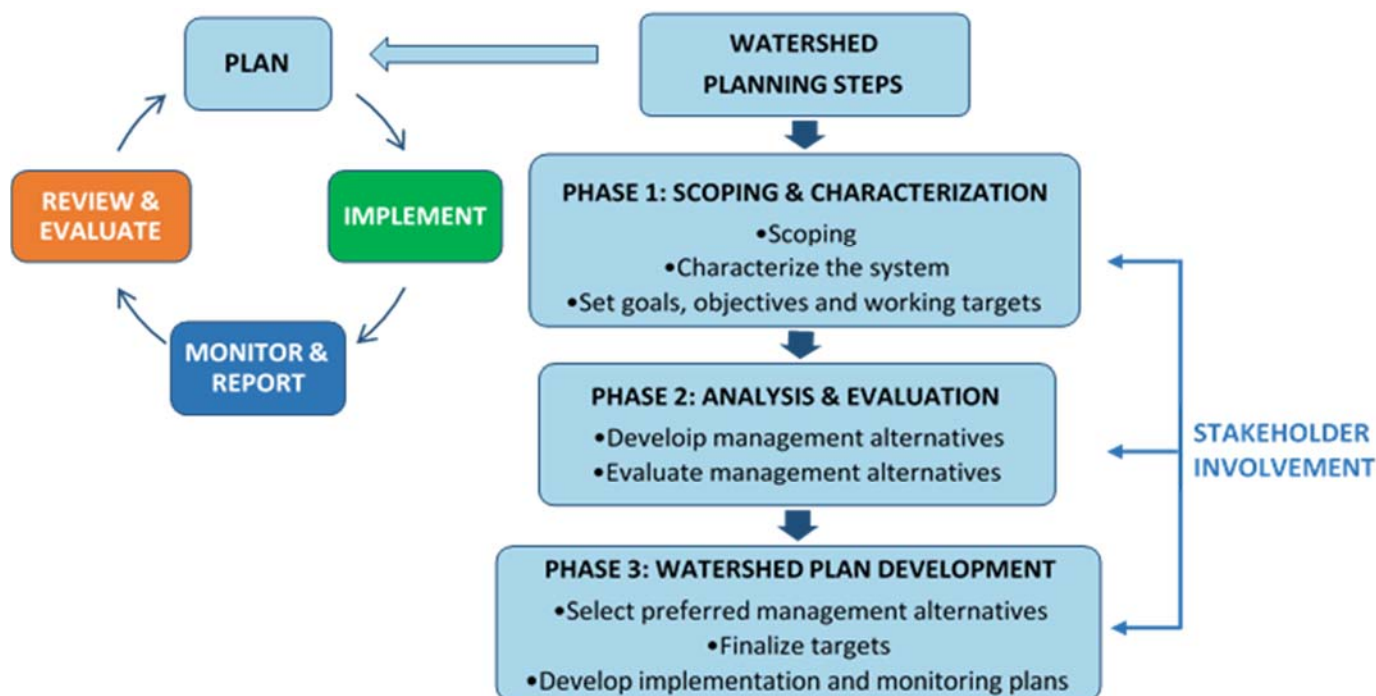 PLAN
REVIEW &
EVALUATE
IMPLEMENT
MONITOR &
REPORT
WATERSHED
PLANNING STEPS
PHASE 1: SCOPING & CHARACTERIZATION
•Scoping
•Characterize the system
•Set goals, objectives and working targets
PHASE 2: ANALYSIS & EVALUATION
•Develoip management alternatives
•Evaluate management alternatives
PHASE 3: WATERSHED PLAN DEVELOPMENT
•Select preferred management alternatives
•Finalize targets
•Develop implementation and monitoring plans
STAKEHOLDER
INVOLVEMENT